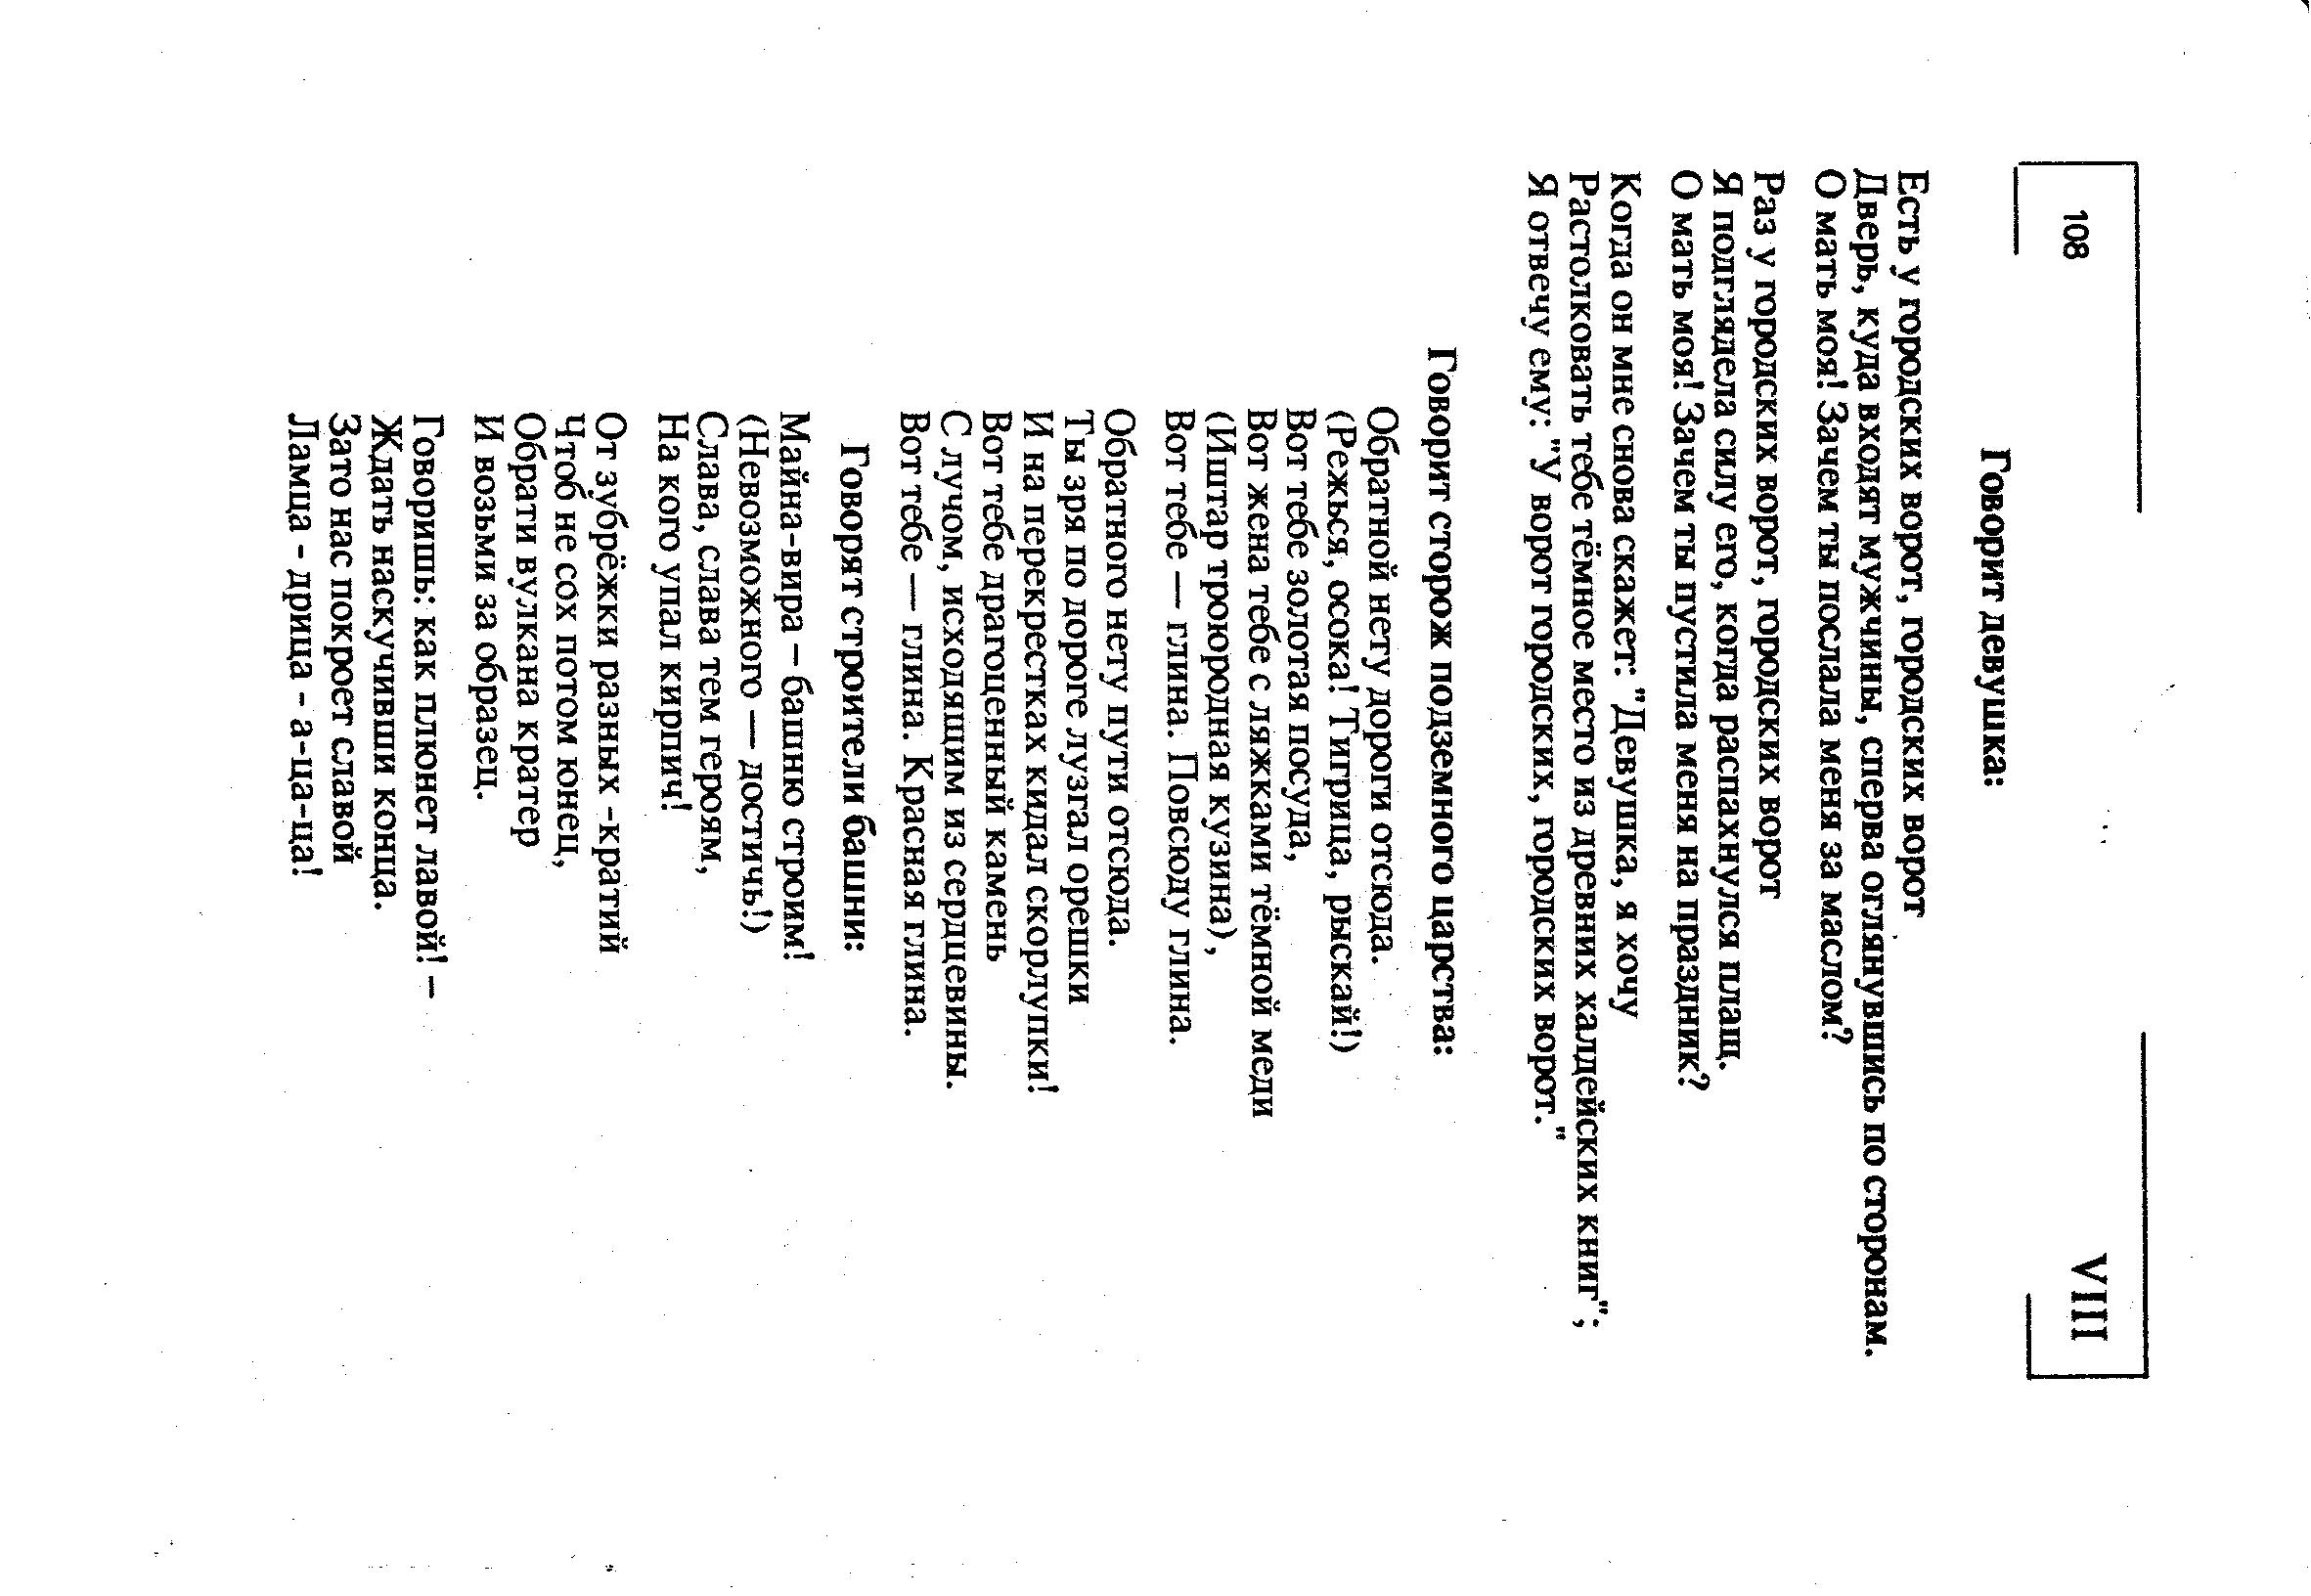 108
VIII
Говорит девушка:
Есть у городских ворот, городских ворот
Дверь, куда входят мужчины, сперва оглянувшись по сторонам.
О мать моя! Зачем ты послала меня за маслом?
Раз у городских ворот, городских ворот
Я подглядела силу его, когда распахнулся плащ.
О мать моя! Зачем ты пустила меня на праздник?
Когда он мне снова скажет: "Девушка, я хочу
Растолковать тебе тёмное место из древних халдейских книг";
Я отвечу ему: "У ворот городских, городских ворот."
Говорит сторож подземного царства:
Обратной нету дороги отсюда.
(Режься, осока! Тигрица, рыскай!)
Вот тебе золотая посуда,
Вот жена тебе с ляжками тёмной меди
(Иштар троюродная кузина),
Вот тебе — глина. Повсюду глина.
Обратного нету пути отсюда.
Ты зря по дороге лузгал орешки
И на перекрестках кидал скорлупки!
Вот тебе драгоценный камень
С лучом, исходящим из сердцевины.
Вот тебе — глина. Красная глина.
Говорят строители башни:
Майна-вира – башню строим!
(Невозможного — достичь!)
Слава, слава тем героям,
На кого упал кирпич!
От зубрёжки разных -кратий
Чтоб не сох потом юнец,
Обрати вулкана кратер
И возьми за образец.
Говоришь: как плюнет лавой! –
Ждать наскучивши конца.
Зато нас покроет славой
Ламца - дрица - а-ца-ца!